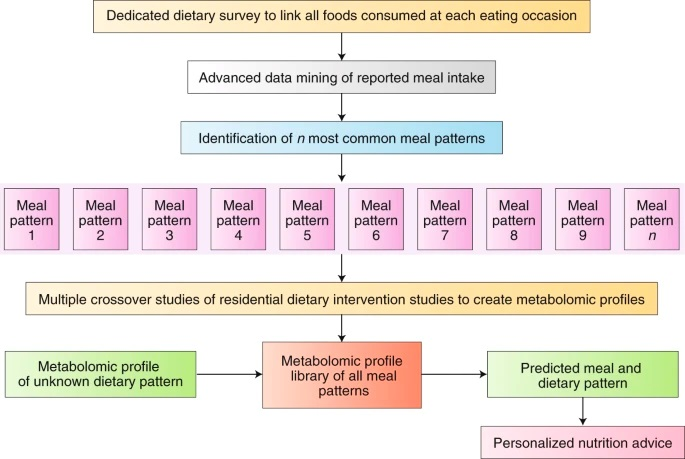 Dedicated dietary survey to link all foods consumed at each eating occasion
Advanced data mining of reported meal intake
Identification of n most common meal patterns
Meal
pattern
1
Meal
pattern
2
Meal
pattern
3
Meal
pattern
4
Meal
pattern
5
Meal
pattern
6
Meal
pattern
7
Meal
pattern
8
Meal
pattern
9
Meal
pattern
n
Multiple crossover studies of residential dietary intervention studies to create metabolomic profiles
Metabolomic profile
of unknown dietary pattern
Metabolomic profile
library of all meal
patterns
Predicted meal and
dietary pattern
Personalized nutrition advice